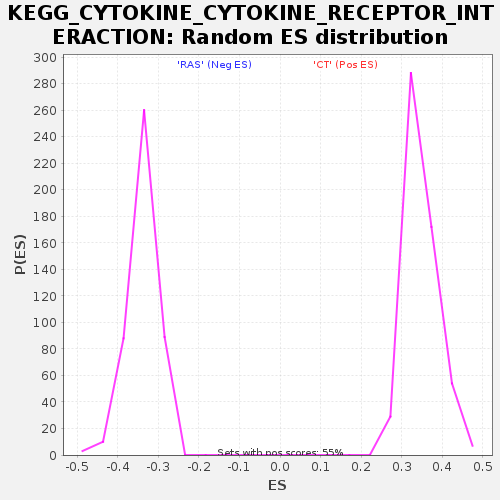 KEGG_CYTOKINE_CYTOKINE_RECEPTOR_INT
ERACTION: Random ES distribution
'RAS' (Neg ES) 'CT' (Pos ES)
300
280
260
240
220
200
180
160
140
120
100
80
60
40
20
0
P(ES)
Sets with pos scores: 55%
-0.5 -0.4 -0.3 -0.2 -0.1 0.0 0.1 0.2 0.3 0.4 0.5
ES